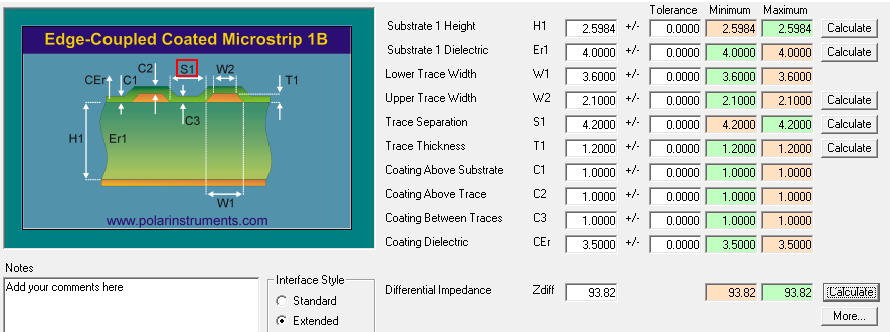 Edge-Coupled Coated Microstrip 1B
C2 S1 W2
CEr C1 T1
C3
H1 Er1
W1
www.polarinstruments.com
Tolerance Minimum Maximum
Substrate 1 Height H1 2.5984 +/- 0.0000 2.5984 2.5984 Calculate
Substrate 1 Dielectric Er1 4.0000 +/- 0.0000 4.0000 4.0000 Calculate
Lower Trace Width W1 3.6000 +/- 0.0000 3.6000 3.6000
Upper Trace Width W2 2.1000 +/- 0.0000 2.1000 2.1000 Calculate
Trace Separation S1 4.2000 +/- 0.0000 4.2000 4.2000 Calculate
Trace Thickness T1 1.2000 +/- 0.0000 1.2000 1.2000 Calculate
Coating Above Substrate C1 1.0000 +/- 0.0000 1.0000 1.0000
Coating Above Trace C2 1.0000 +/- 0.0000 1.0000 1.0000
Coating Between Traces C3 1.0000 +/- 0.0000 1.0000 1.0000
Coating Dielectric CEr 3.5000 +/- 0.0000 3.5000 3.5000
Notes
Add your comments here
Interface Style
Standard
Extended
Differential Impedance Zdiff 93.82 93.82 93.82 Calculate
More...